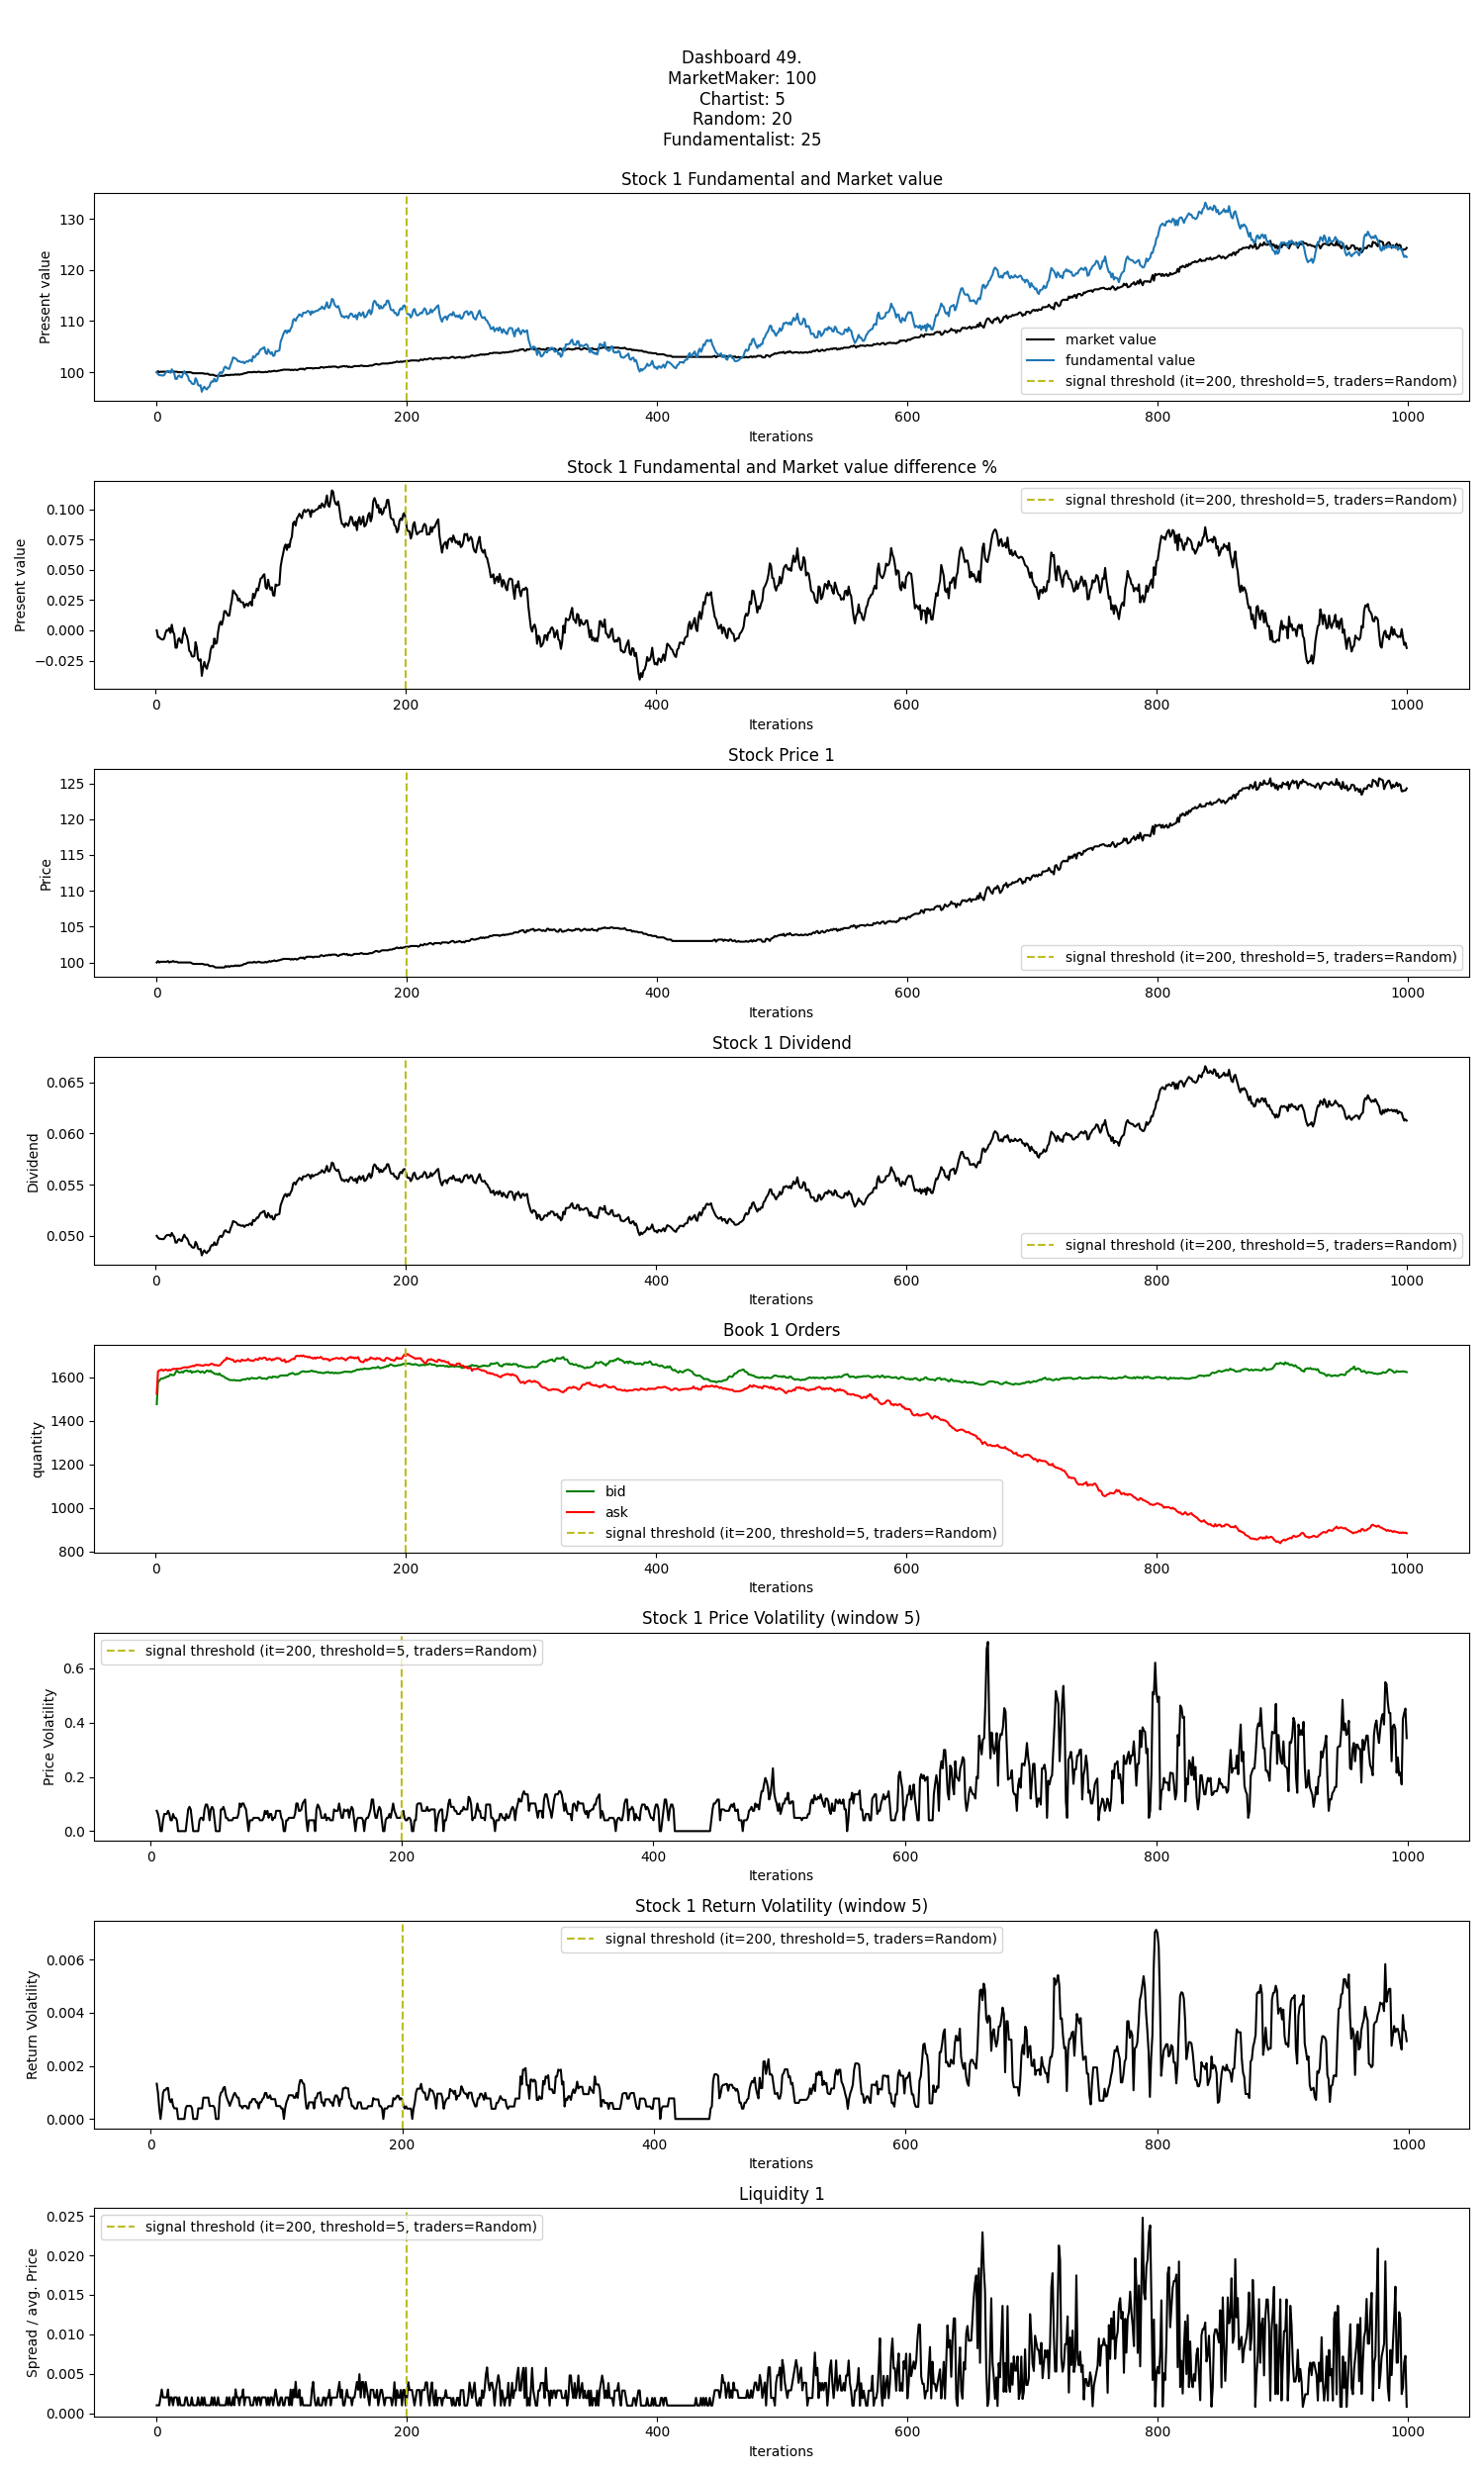 Dashboard 49.
MarketMaker: 100
Chartist: 5
Random: 20
Fundamentalist: 25
Stock 1 Fundamental and Market value
Present value
130
120
110
100
market value
fundamental value
signal threshold (it=200, threshold=5, traders=Random)
0 200 400 600 800 1000
Iterations
Stock 1 Fundamental and Market value difference %
Present value
0.100
0.075
0.050
0.025
0.000
−0.025
signal threshold (it=200, threshold=5, traders=Random)
0 200 400 600 800 1000
Iterations
Stock Price 1
Price
125
120
115
110
105
100
signal threshold (it=200, threshold=5, traders=Random)
0 200 400 600 800 1000
Iterations
Stock 1 Dividend
Dividend
0.065
0.060
0.055
0.050
signal threshold (it=200, threshold=5, traders=Random)
0 200 400 600 800 1000
Iterations
Book 1 Orders
quantity
1600
1400
1200
1000
800
bid
ask
signal threshold (it=200, threshold=5, traders=Random)
0 200 400 600 800 1000
Iterations
Stock 1 Price Volatility (window 5)
Price Volatility
signal threshold (it=200, threshold=5, traders=Random)
0.6
0.4
0.2
0.0
0 200 400 600 800 1000
Iterations
Stock 1 Return Volatility (window 5)
Return Volatility
signal threshold (it=200, threshold=5, traders=Random)
0.006
0.004
0.002
0.000
0 200 400 600 800 1000
Iterations
Liquidity 1
Spread / avg. Price
signal threshold (it=200, threshold=5, traders=Random)
0.025
0.020
0.015
0.010
0.005
0.000
0 200 400 600 800 1000
Iterations